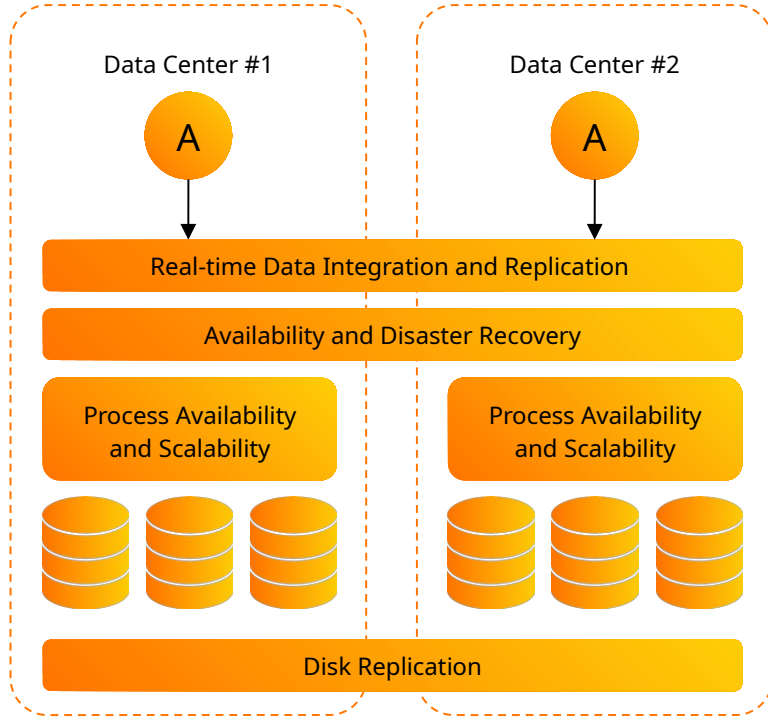 Data Center #1
Data Center #2
A
A
Real-time Data Integration and Replication
Availability and Disaster Recovery
Process Availability
and Scalability
Process Availability
and Scalability
Disk Replication